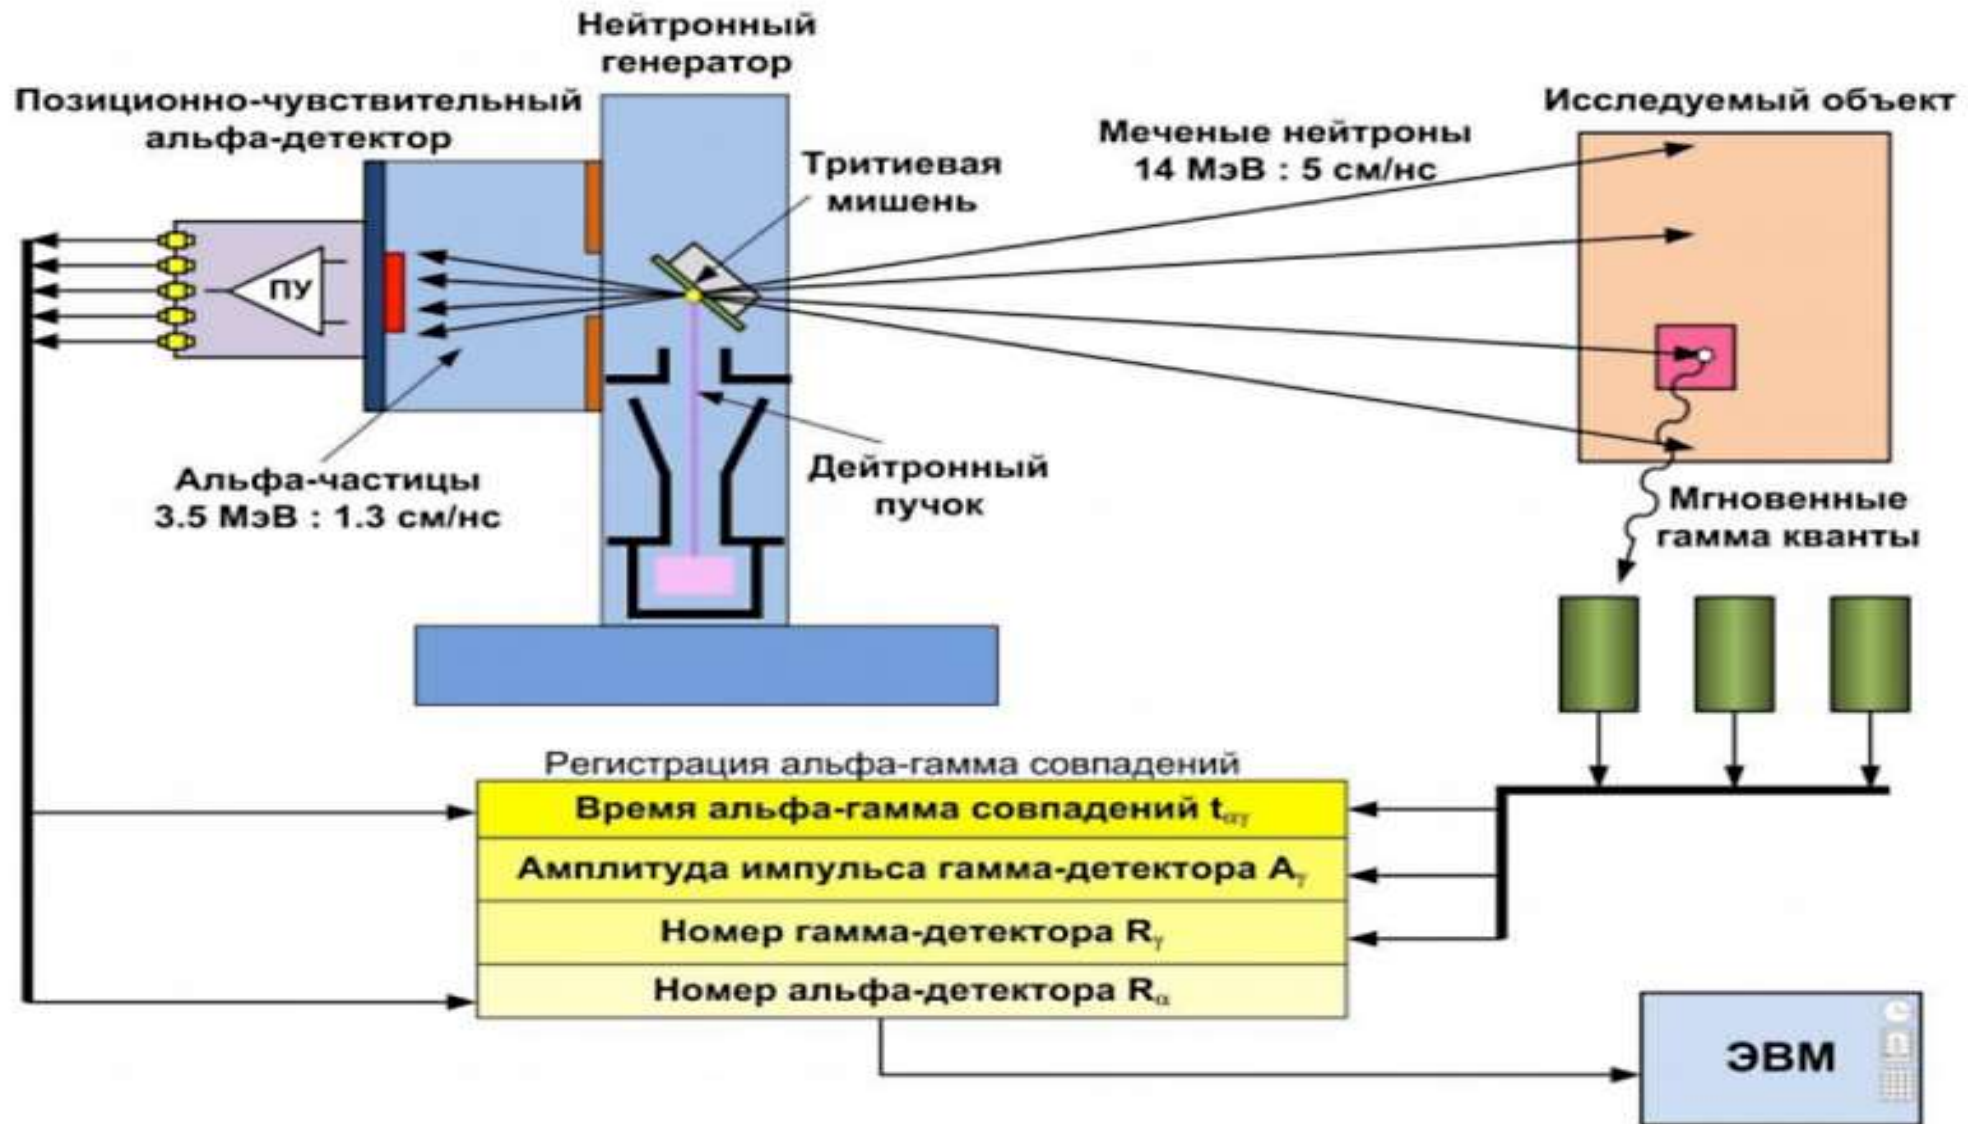 Нейтронный
генератор
Позиционно-чувствительный
альфа-детектор
Исследуемый объект
Меченые нейтроны
14 МэВ : 5 см/нс
Тритиевая
мишень
ПУ
Альфа-частицы
3.5 МэВ : 1.3 см/нс
Дейтронный
пучок
Мгновенные
гамма кванты
Регистрация альфа-гамма совпадений
Время альфа-гамма совпадений tαγ
Амплитуда импульса гамма-детектора Aγ
Номер гамма-детектора Rγ
Номер альфа-детектора Rα
ЭВМ